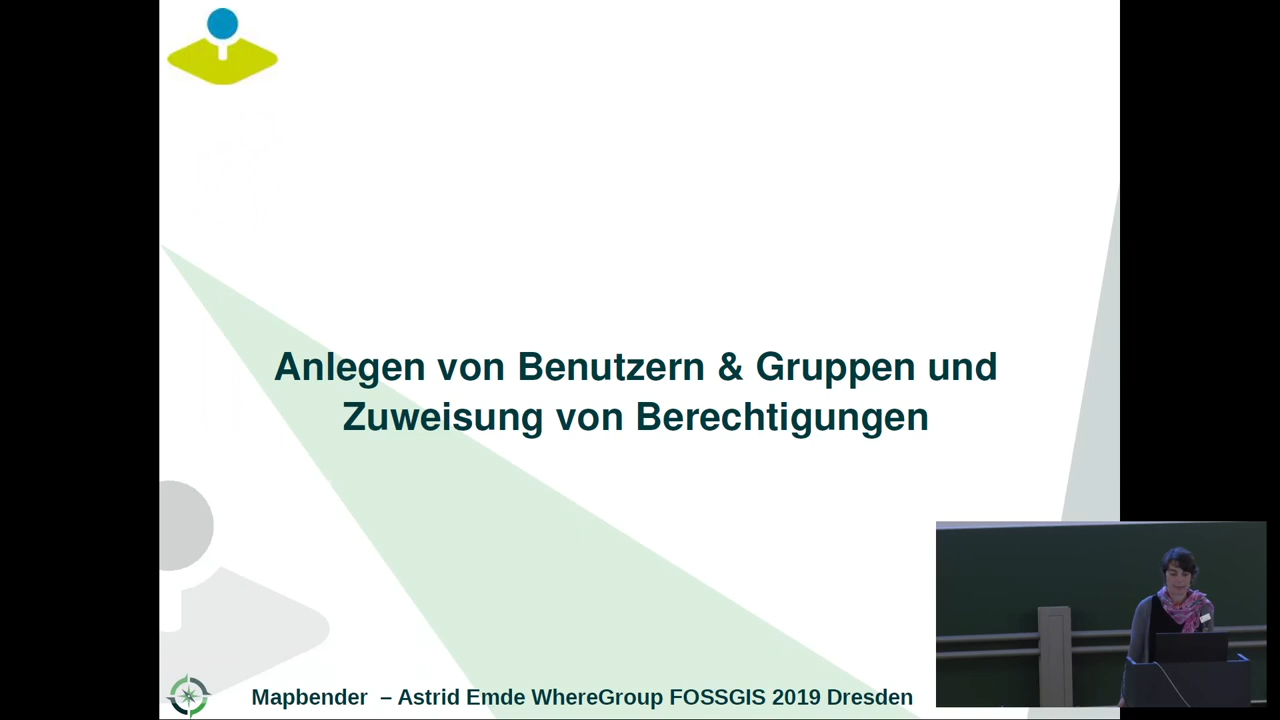 Anlegen von Benutzern & Gruppen und
Zuweisung von Berechtigungen
Mapbender – Astrid Emde WhereGroup FOSSGIS 2019 Dresden